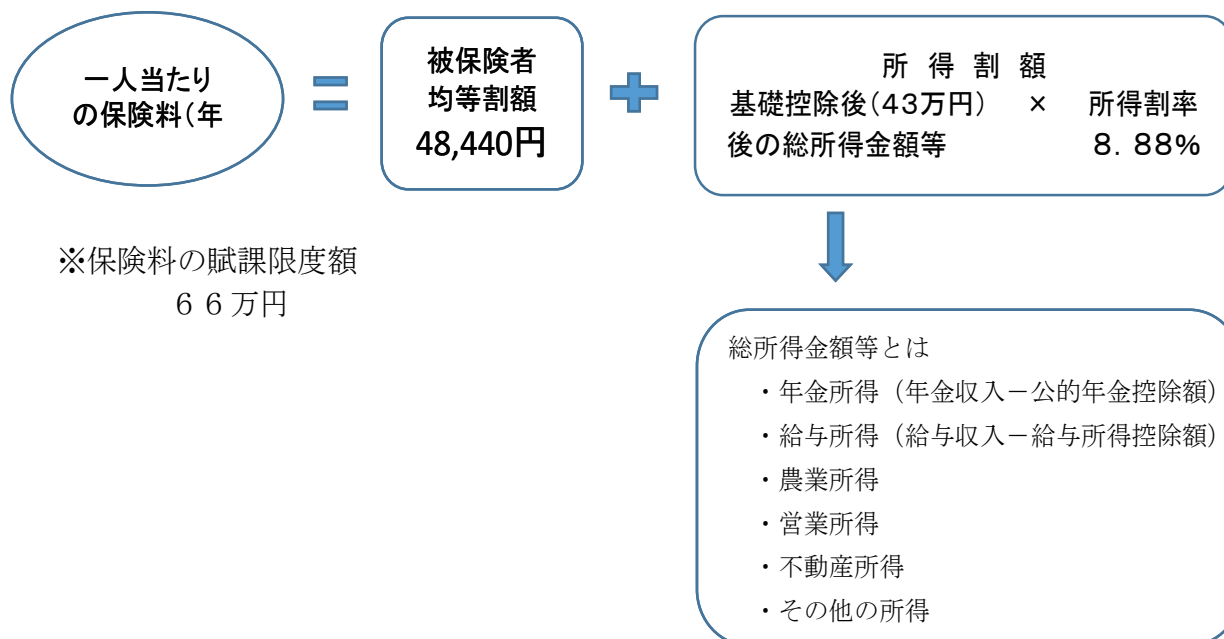 一人当たり
の保険料(年
被保険者
均等割額
48,440円
所 得 割 額
基礎控除後(43万円) × 所得割率
後の総所得金額等 8.88%
※保険料の賦課限度額
66万円
総所得金額等とは
・年金所得(年金収入-公的年金控除額)
・給与所得(給与収入-給与所得控除額)
・農業所得
・営業所得
・不動産所得
・その他の所得